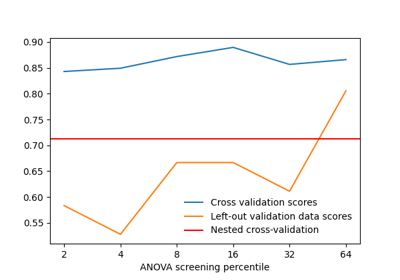 0.90
0.85
0.80
0.75
0.70
0.65
0.60
0.55
Cross validation scores
Left-out validation data scores
Nested cross-validation
2 4 8 16 32 64
ANOVA screening percentile